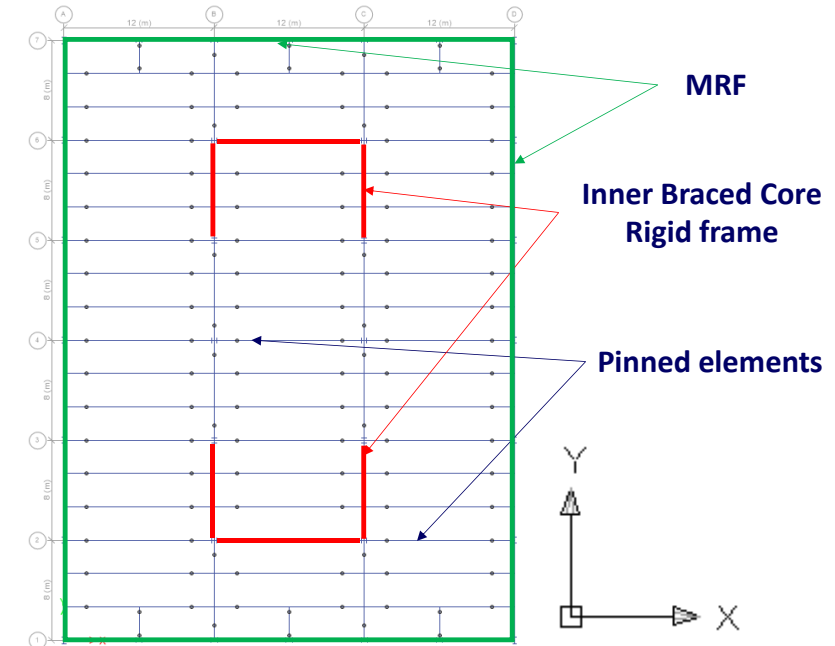 A B C D
12 (m) 12 (m) 12 (m)
7
8 (m)
6
8 (m)
5
8 (m)
4
8 (m)
3
8 (m)
2
8 (m)
1
MRF
Inner Braced Core
Rigid frame
Pinned elements
Y
X